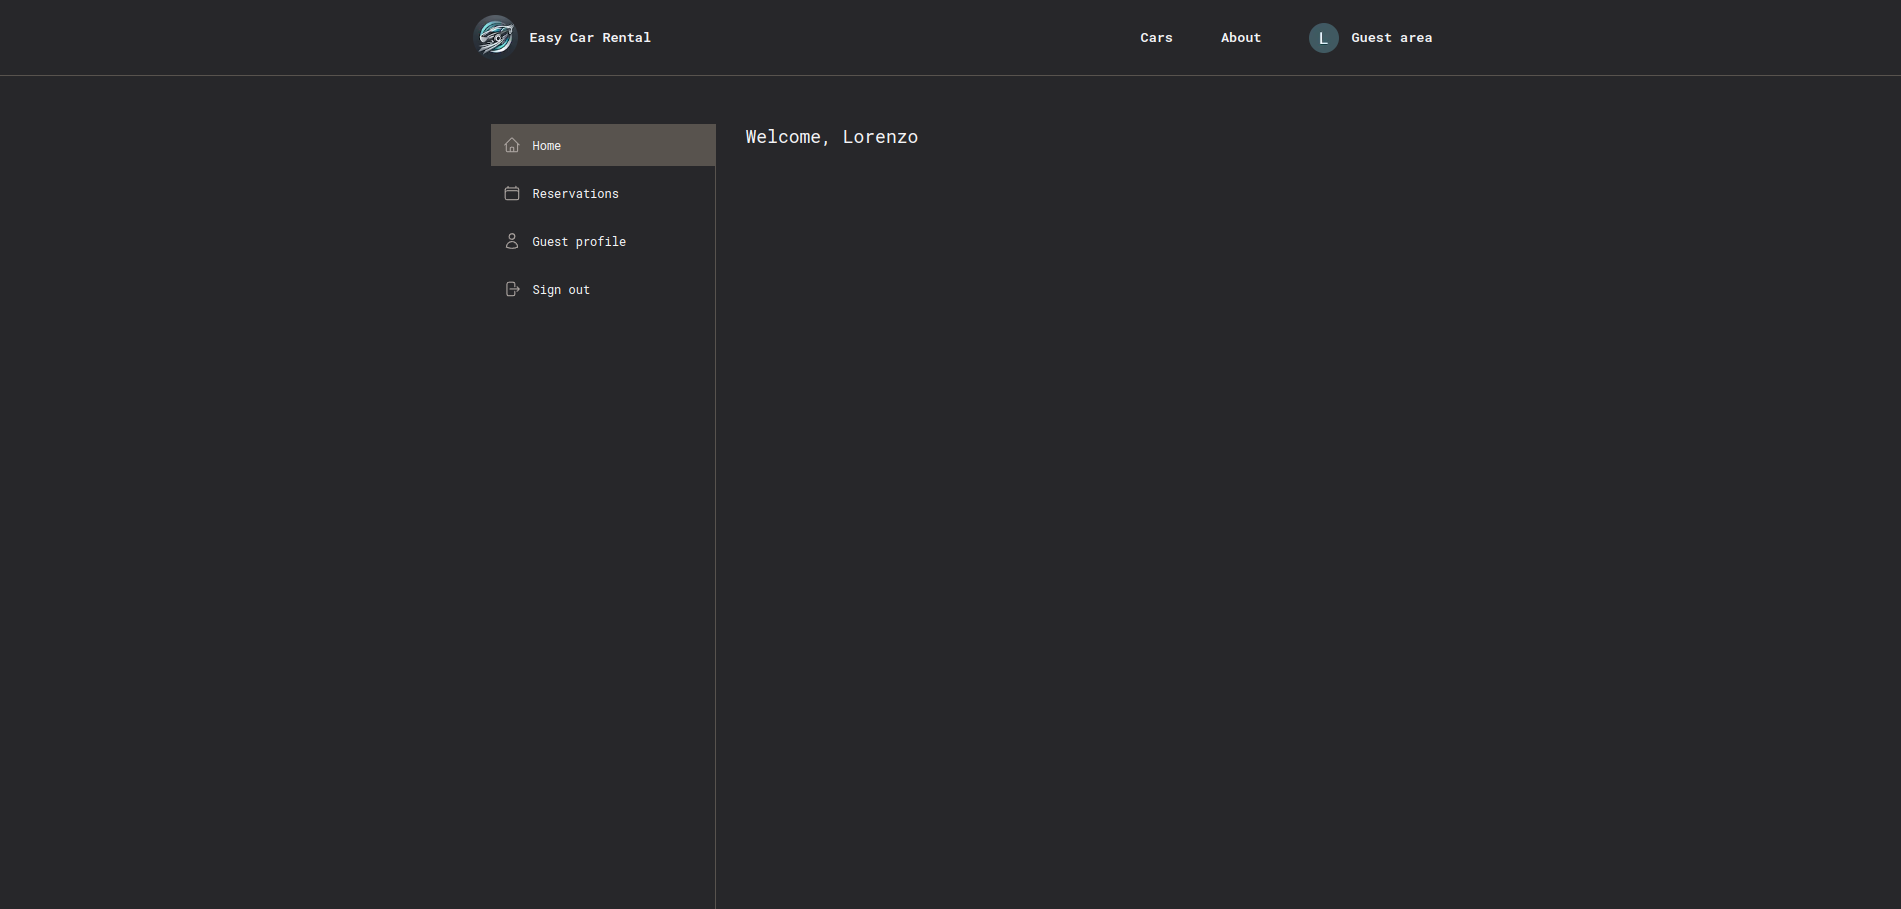 Easy Car Rental
Cars
About
L
Guest area
Home
Reservations
Guest profile
Sign out
Welcome, Lorenzo